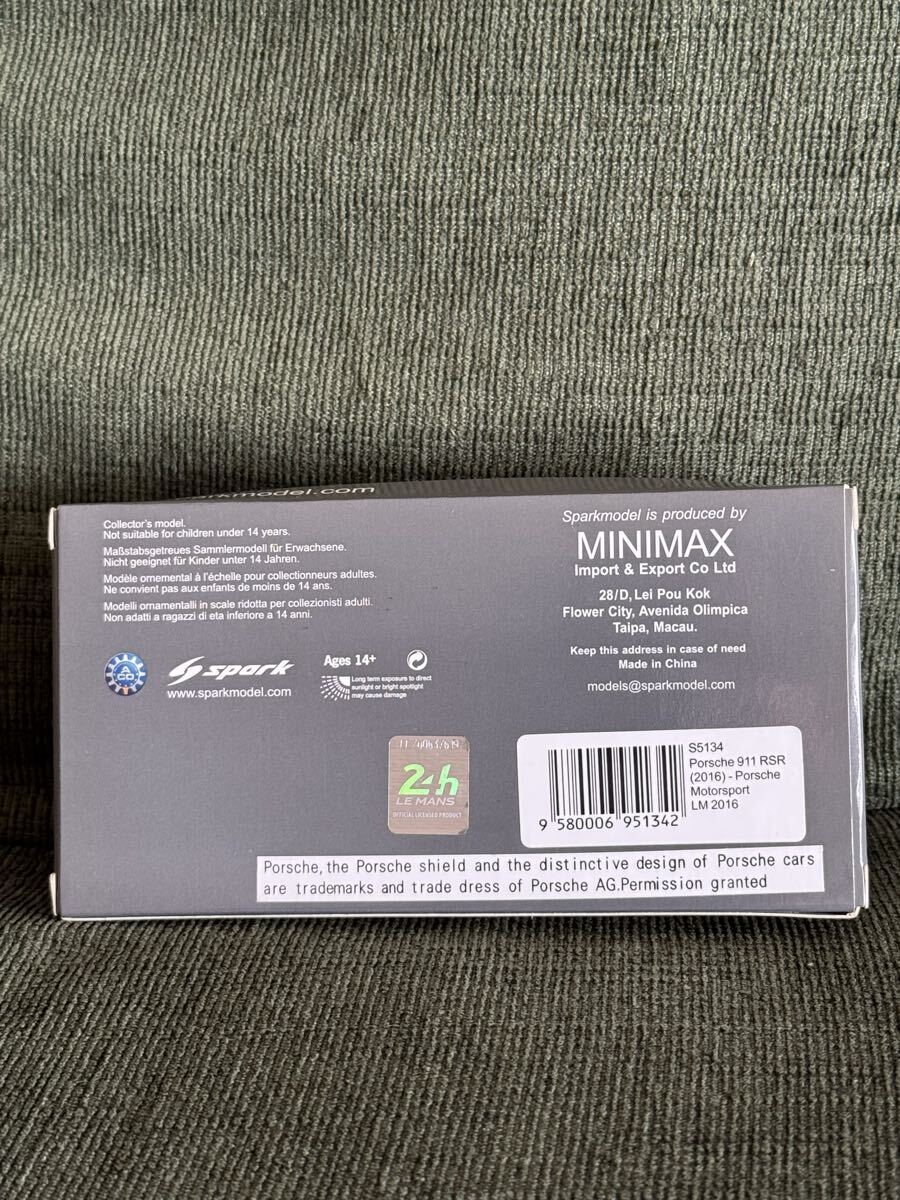 sparkmodel.com
Collector's model.
Not suitable for children under 14 years.
Maßstabsgetreues Sammlermodell für Erwachsene.
Nicht geeignet für Kinder unter 14 Jahren.
Modèle ornemental à l'échelle pour collectionneurs adultes.
Ne convient pas aux enfants de moins de 14 ans.
Modelli ornamentalli in scale ridotta per collezionisti adulti.
Non adatti a ragazzi di eta inferiore a 14 anni.
ACO
spark
www.sparkmodel.com
Ages 14+
Long term exposure to direct
sunlight or bright spotlight
may cause damage
Sparkmodel is produced by
MINIMAX
Import & Export Co Ltd
28/D, Lei Pou Kok
Flower City, Avenida Olimpica
Taipa, Macau.
Keep this address in case of need
Made in China
models@sparkmodel.com
24h
LE MANS
OFFICIAL LICENSED PRODUCT
S5134
Porsche 911 RSR
(2016) - Porsche
Motorsport
LM 2016
9 580006 951342
Porsche, the Porsche shield and the distinctive design of Porsche cars
are trademarks and trade dress of Porsche AG.Permission granted